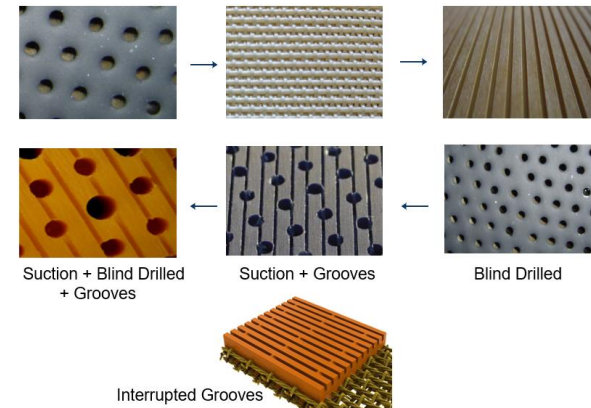 Suction + Blind Drilled
+ Grooves
Suction + Grooves
Blind Drilled
Interrupted Grooves